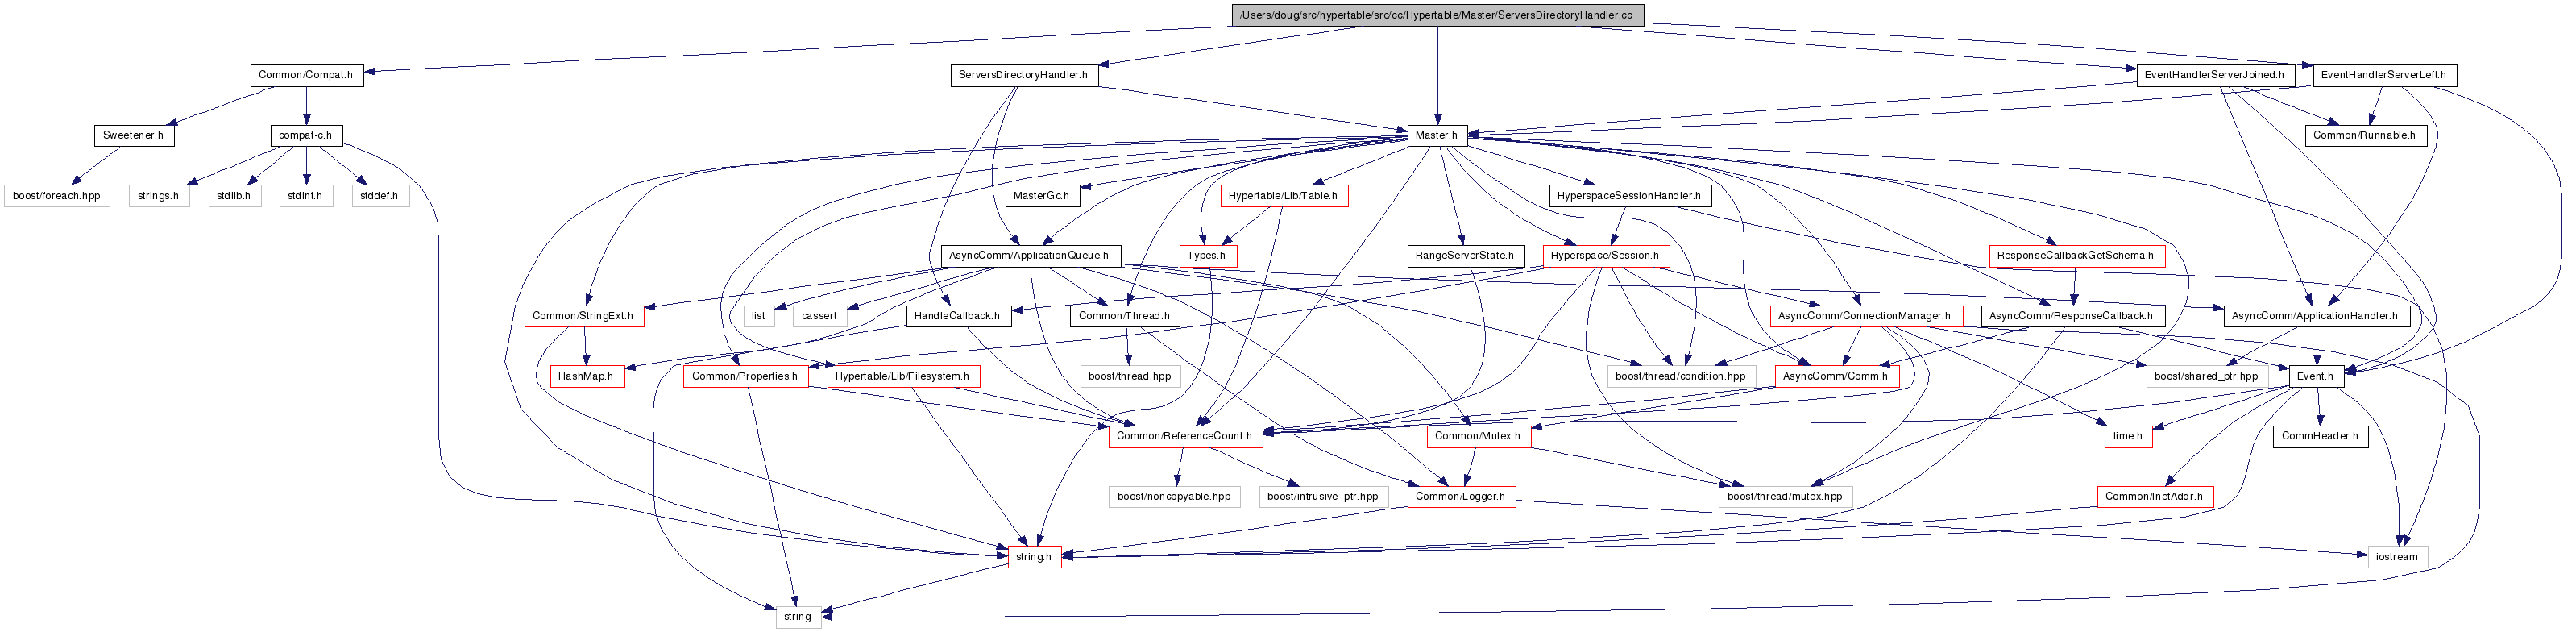 /Users/doug/src/hypertable/src/cc/Hypertable/Master/ServersDirectoryHandler.cc
Common/Compat.h
ServersDirectoryHandler.h
EventHandlerServerJoined.h
EventHandlerServerLeft.h
Sweetener.h
compat-c.h
Master.h
Common/Runnable.h
boost/foreach.hpp
strings.h
stdlib.h
stdint.h
stddef.h
MasterGc.h
Hypertable/Lib/Table.h
HyperspaceSessionHandler.h
AsyncComm/ApplicationQueue.h
Types.h
RangeServerState.h
Hyperspace/Session.h
ResponseCallbackGetSchema.h
Common/StringExt.h
list
cassert
HandleCallback.h
Common/Thread.h
AsyncComm/ConnectionManager.h
AsyncComm/ResponseCallback.h
AsyncComm/ApplicationHandler.h
HashMap.h
Common/Properties.h
Hypertable/Lib/Filesystem.h
boost/thread.hpp
boost/thread/condition.hpp
AsyncComm/Comm.h
boost/shared_ptr.hpp
Event.h
Common/ReferenceCount.h
Common/Mutex.h
time.h
CommHeader.h
boost/noncopyable.hpp
boost/intrusive_ptr.hpp
Common/Logger.h
boost/thread/mutex.hpp
Common/InetAddr.h
string.h
iostream
string